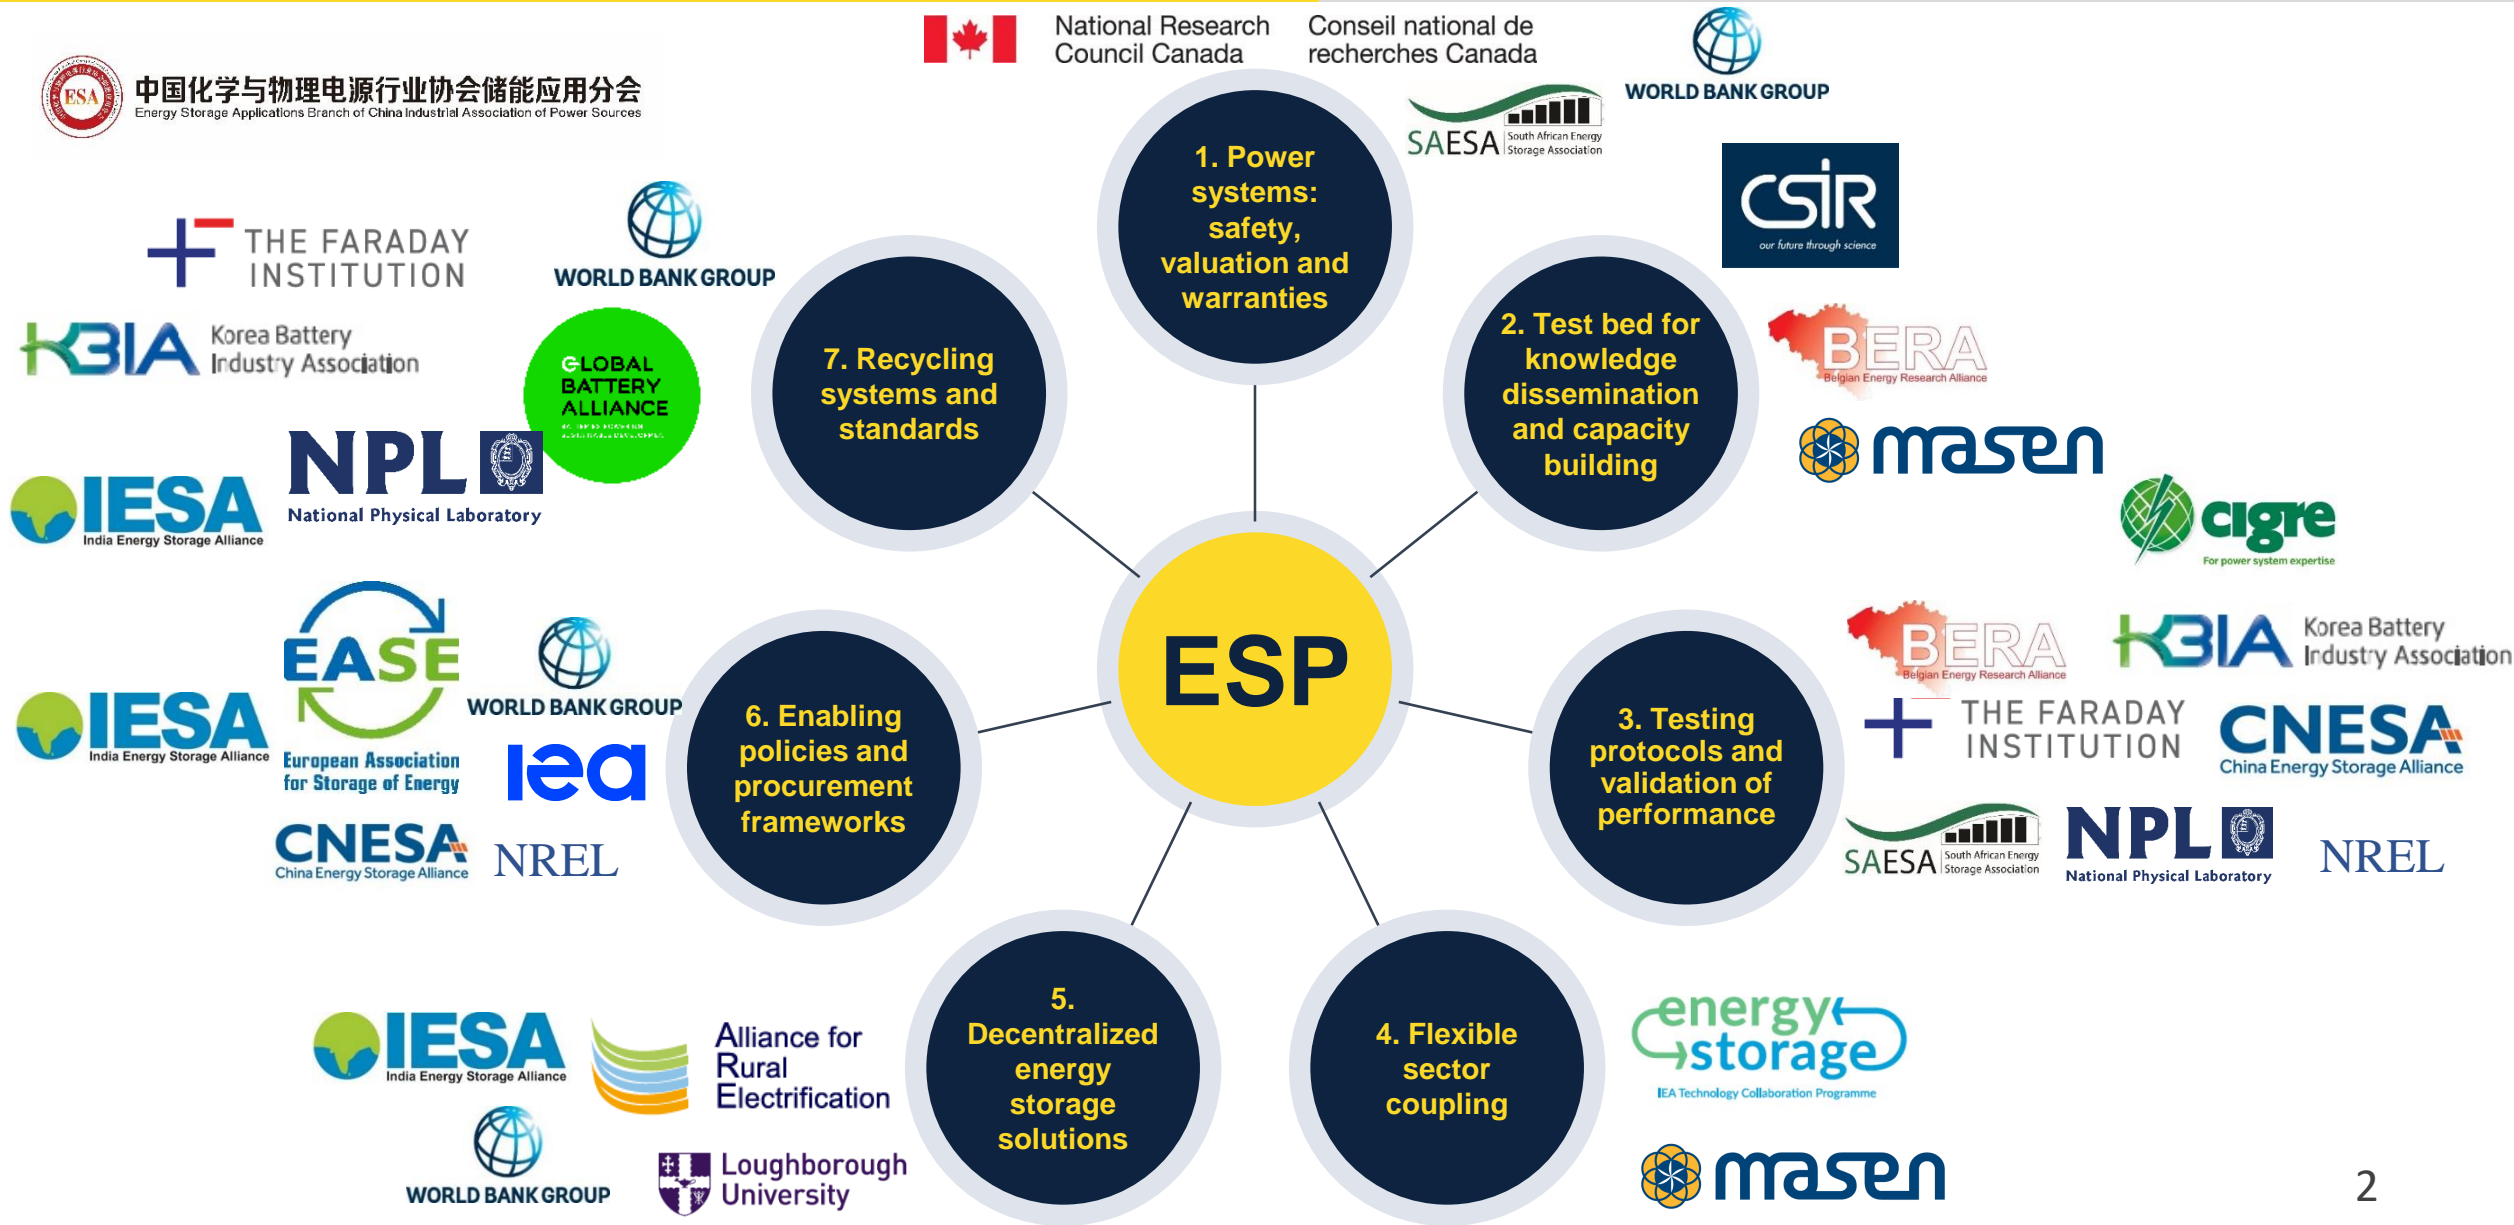 National Research
Council Canada
Conseil national de
recherches Canada
WORLD BANK GROUP
ESA
中国化学与物理电源行业协会储能应用分会
Energy Storage Applications Branch of China Industrial Association of Power Sources
SAESA
South African Energy
Storage Association
1. Power
systems:
safety,
valuation and
warranties
CSIR
our future through science
THE FARADAY
INSTITUTION
WORLD BANK GROUP
KBIA
Korea Battery
Industry Association
GLOBAL
BATTERY
ALLIANCE
7. Recycling
systems and
standards
2. Test bed for
knowledge
dissemination
and capacity
building
BERA
Belgian Energy Research Alliance
masen
NPL
National Physical Laboratory
IESA
India Energy Storage Alliance
cigre
For power system expertise
ESP
EASE
European Association
for Storage of Energy
WORLD BANK GROUP
IESA
India Energy Storage Alliance
iea
CNESA
China Energy Storage Alliance
NREL
6. Enabling
policies and
procurement
frameworks
3. Testing
protocols and
validation of
performance
BERA
Belgian Energy Research Alliance
KBIA
Korea Battery
Industry Association
THE FARADAY
INSTITUTION
CNESA
China Energy Storage Alliance
SAESA
South African Energy
Storage Association
NPL
National Physical Laboratory
NREL
IESA
India Energy Storage Alliance
Alliance for
Rural
Electrification
WORLD BANK GROUP
Loughborough
University
5.
Decentralized
energy
storage
solutions
4. Flexible
sector
coupling
energy
storage
IEA Technology Collaboration Programme
masen
2